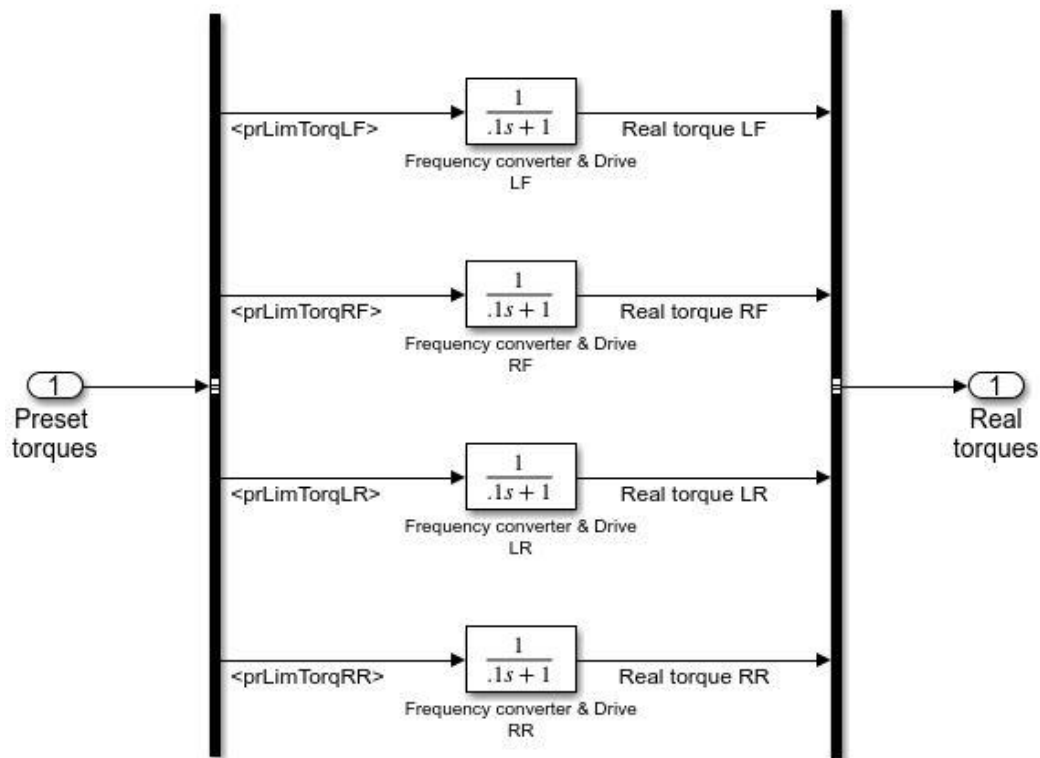 1
.1s + 1
<prLimTorqLF>
Real torque LF
Frequency converter & Drive
LF
1
.1s + 1
<prLimTorqRF>
Real torque RF
Frequency converter & Drive
RF
1
Preset
torques
1
Real
torques
1
.1s + 1
<prLimTorqLR>
Real torque LR
Frequency converter & Drive
LR
1
.1s + 1
<prLimTorqRR>
Real torque RR
Frequency converter & Drive
RR